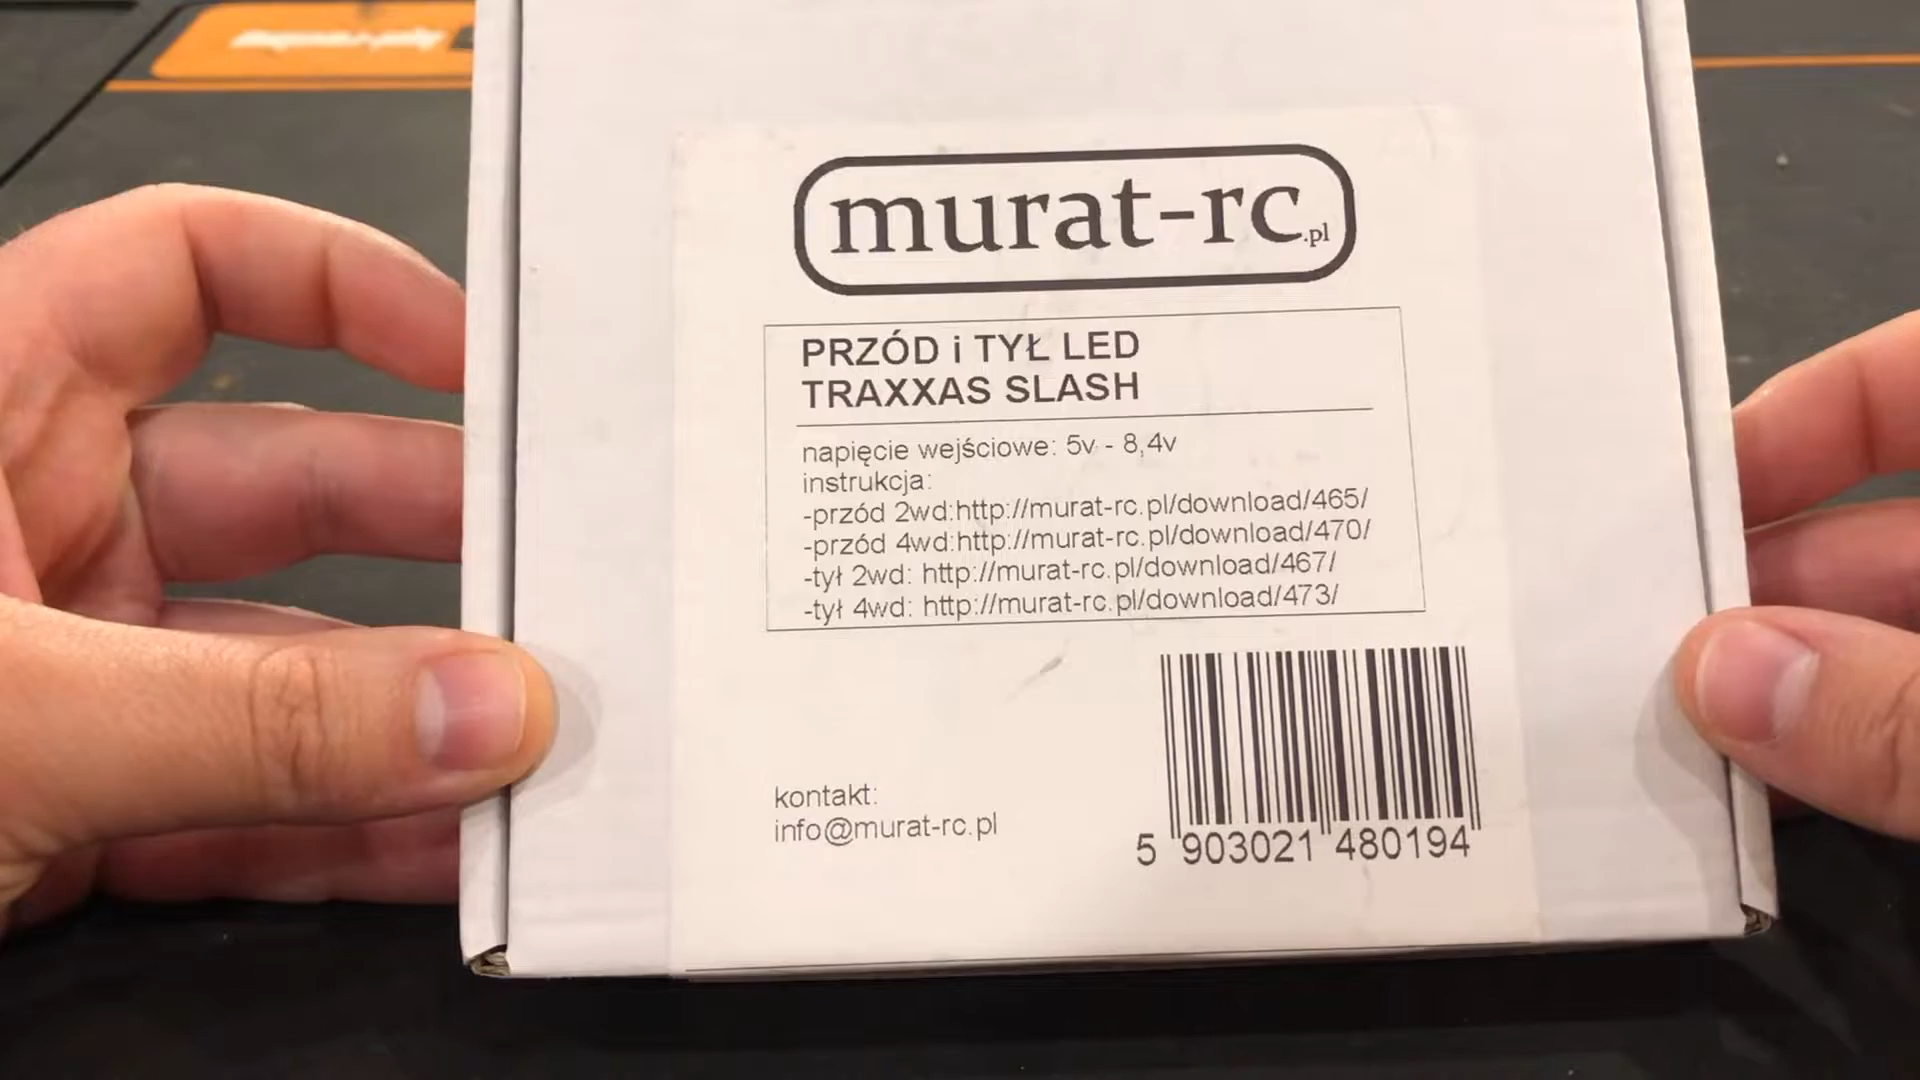 murat-rc.pl
PRZÓD i TYŁ LED
TRAXXAS SLASH
napięcie wejściowe: 5v - 8,4v
instrukcja:
-przód 2wd:http://murat-rc.pl/download/465/
-przód 4wd:http://murat-rc.pl/download/470/
-tył 2wd: http://murat-rc.pl/download/467/
-tył 4wd: http://murat-rc.pl/download/473/
kontakt:
info@murat-rc.pl
5 903021 480194